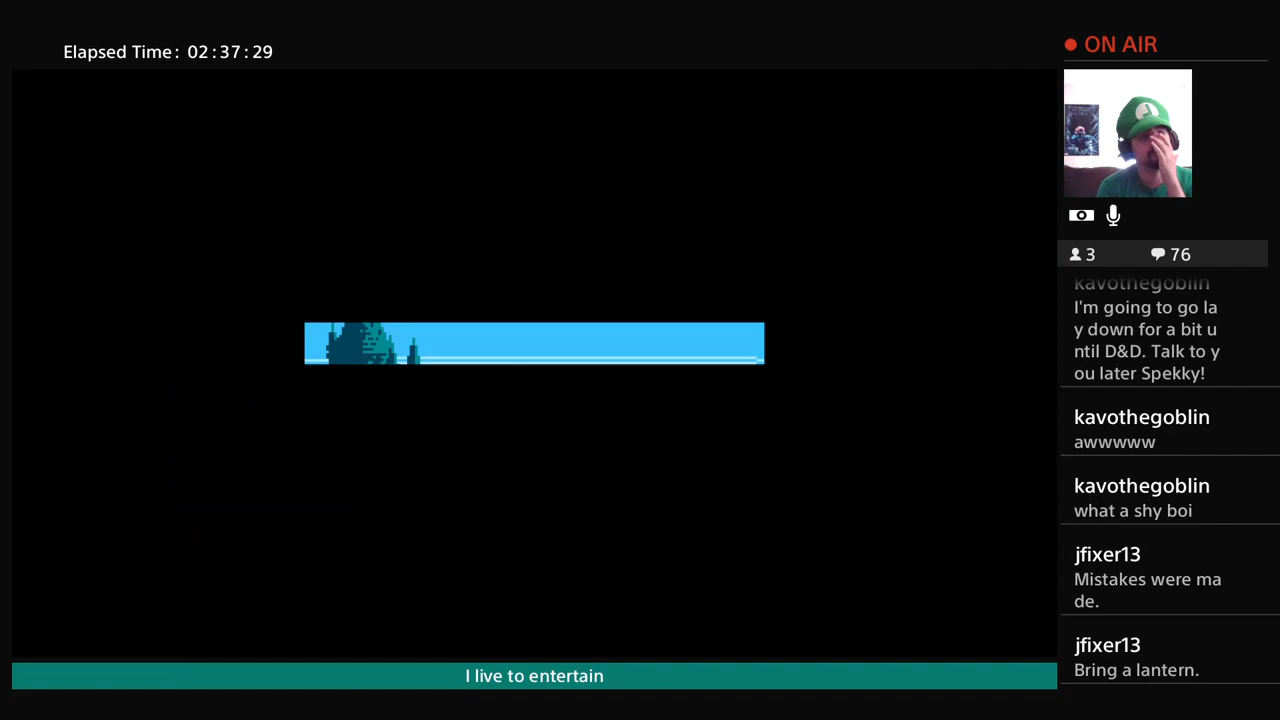 Elapsed Time: 02:37:29
ON AIR
3
76
kavothegoblin
I'm going to go la
y down for a bit u
ntil D&D. Talk to y
ou later Spekky!
kavothegoblin
awwwww
kavothegoblin
what a shy boi
jfixer13
Mistakes were ma
de.
jfixer13
Bring a lantern.
I live to entertain